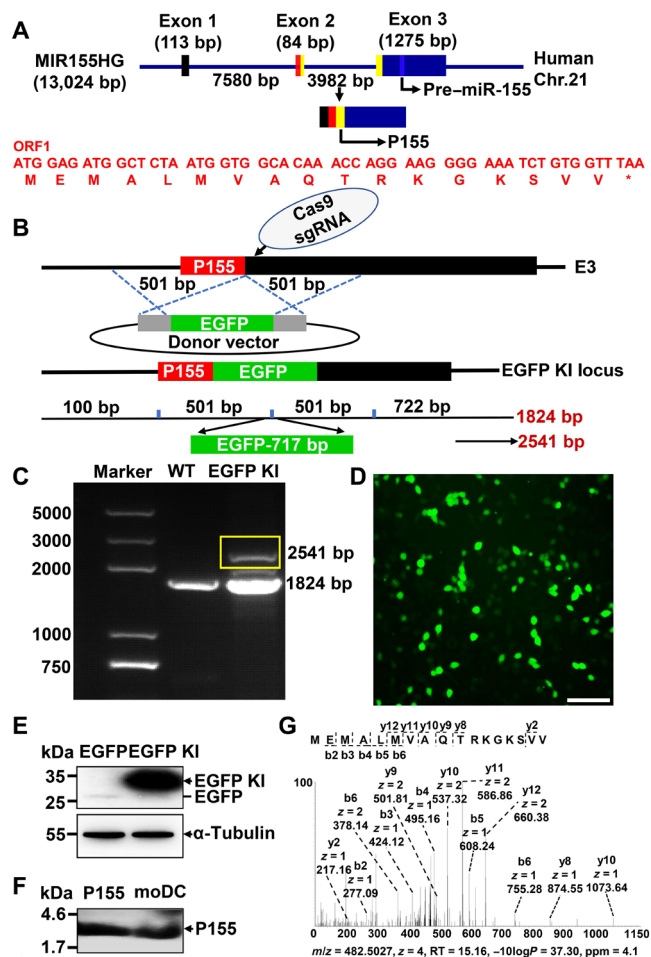 A
Exon 1 Exon 2 Exon 3
(113 bp) (84 bp) (1275 bp)
MIR155HG
(13,024 bp)
7580 bp 3982 bp
Human
Chr.21
Pre–miR-155
P155
ORF1
ATG GAG ATG GCT CTA ATG GTG GCA CAA ACC AGG AAG GGG AAA TCT GTG GTT TAA
M E M A L M V A Q T R K G K S V V *
B
Cas9
sgRNA
P155
E3
501 bp 501 bp
EGFP
Donor vector
P155 EGFP
EGFP KI locus
100 bp 501 bp 501 bp 722 bp
1824 bp
EGFP-717 bp
2541 bp
C
Marker WT EGFP KI
5000
3000
2000
1000
750
2541 bp
1824 bp
D
E
kDa EGFP EGFP KI
35
25
EGFP KI
EGFP
55
α-Tubulin
F
kDa P155 moDC
4.6
1.7
P155
G
y12 y11 y10 y9 y8 y2
M E M A L M V A Q T R K G K S V V
b2 b3 b4 b5 b6
100
y2
z = 1
217.16
b2
z = 1
277.09
b6
z = 2
378.14
b3
z = 1
424.12
y9
z = 2
501.81
b4
z = 1
495.16
y10
z = 2
537.32
y11
z = 2
586.86
b5
z = 1
608.24
y12
z = 2
660.38
b6
z = 1
755.28
y8
z = 1
874.55
y10
z = 1
1073.64
0 200 300 400 500 600 700 800 900 1000 1150
m/z = 482.5027, z = 4, RT = 15.16, –10logP = 37.30, ppm = 4.1